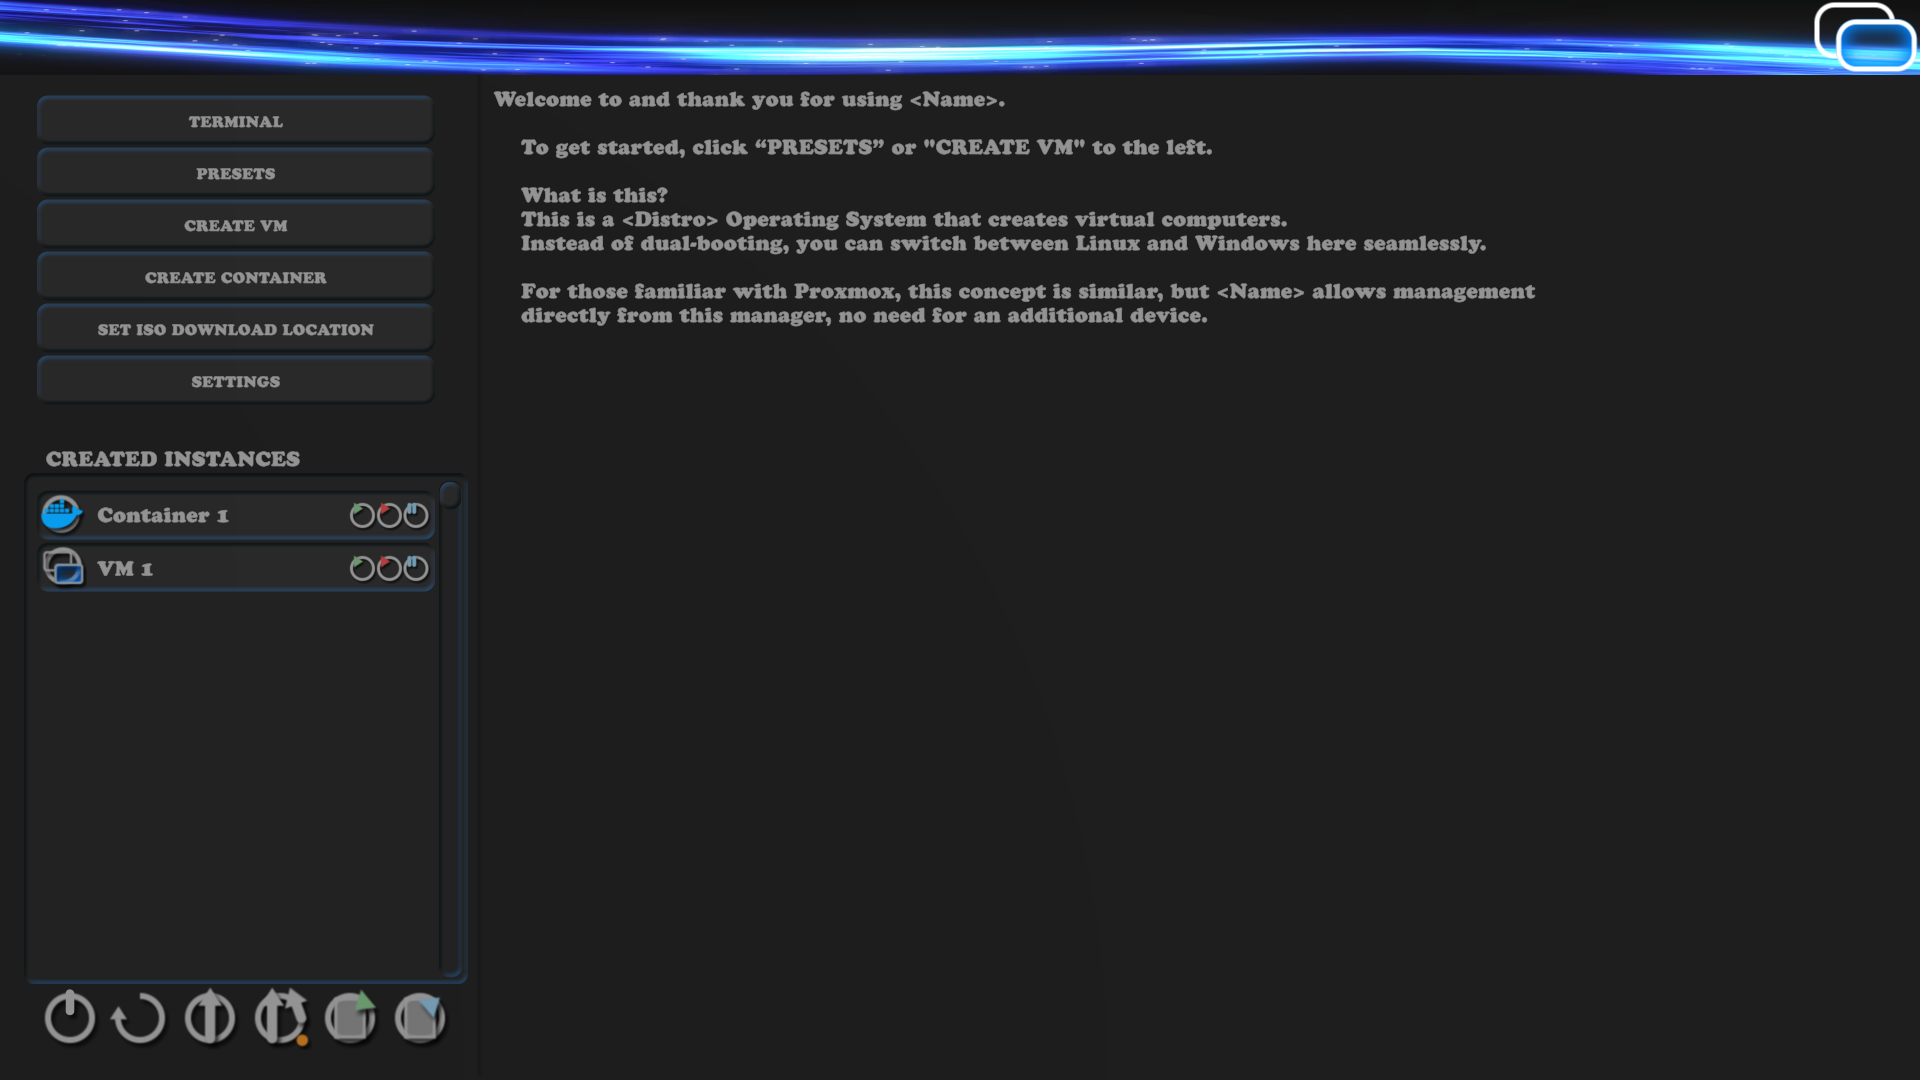 TERMINAL
PRESETS
CREATE VM
CREATE CONTAINER
SET ISO DOWNLOAD LOCATION
SETTINGS
CREATED INSTANCES
Container 1
VM 1
Welcome to and thank you for using <Name>.
To get started, click “PRESETS” or "CREATE VM" to the left.
What is this?
This is a <Distro> Operating System that creates virtual computers.
Instead of dual-booting, you can switch between Linux and Windows here seamlessly.
For those familiar with Proxmox, this concept is similar, but <Name> allows management
directly from this manager, no need for an additional device.